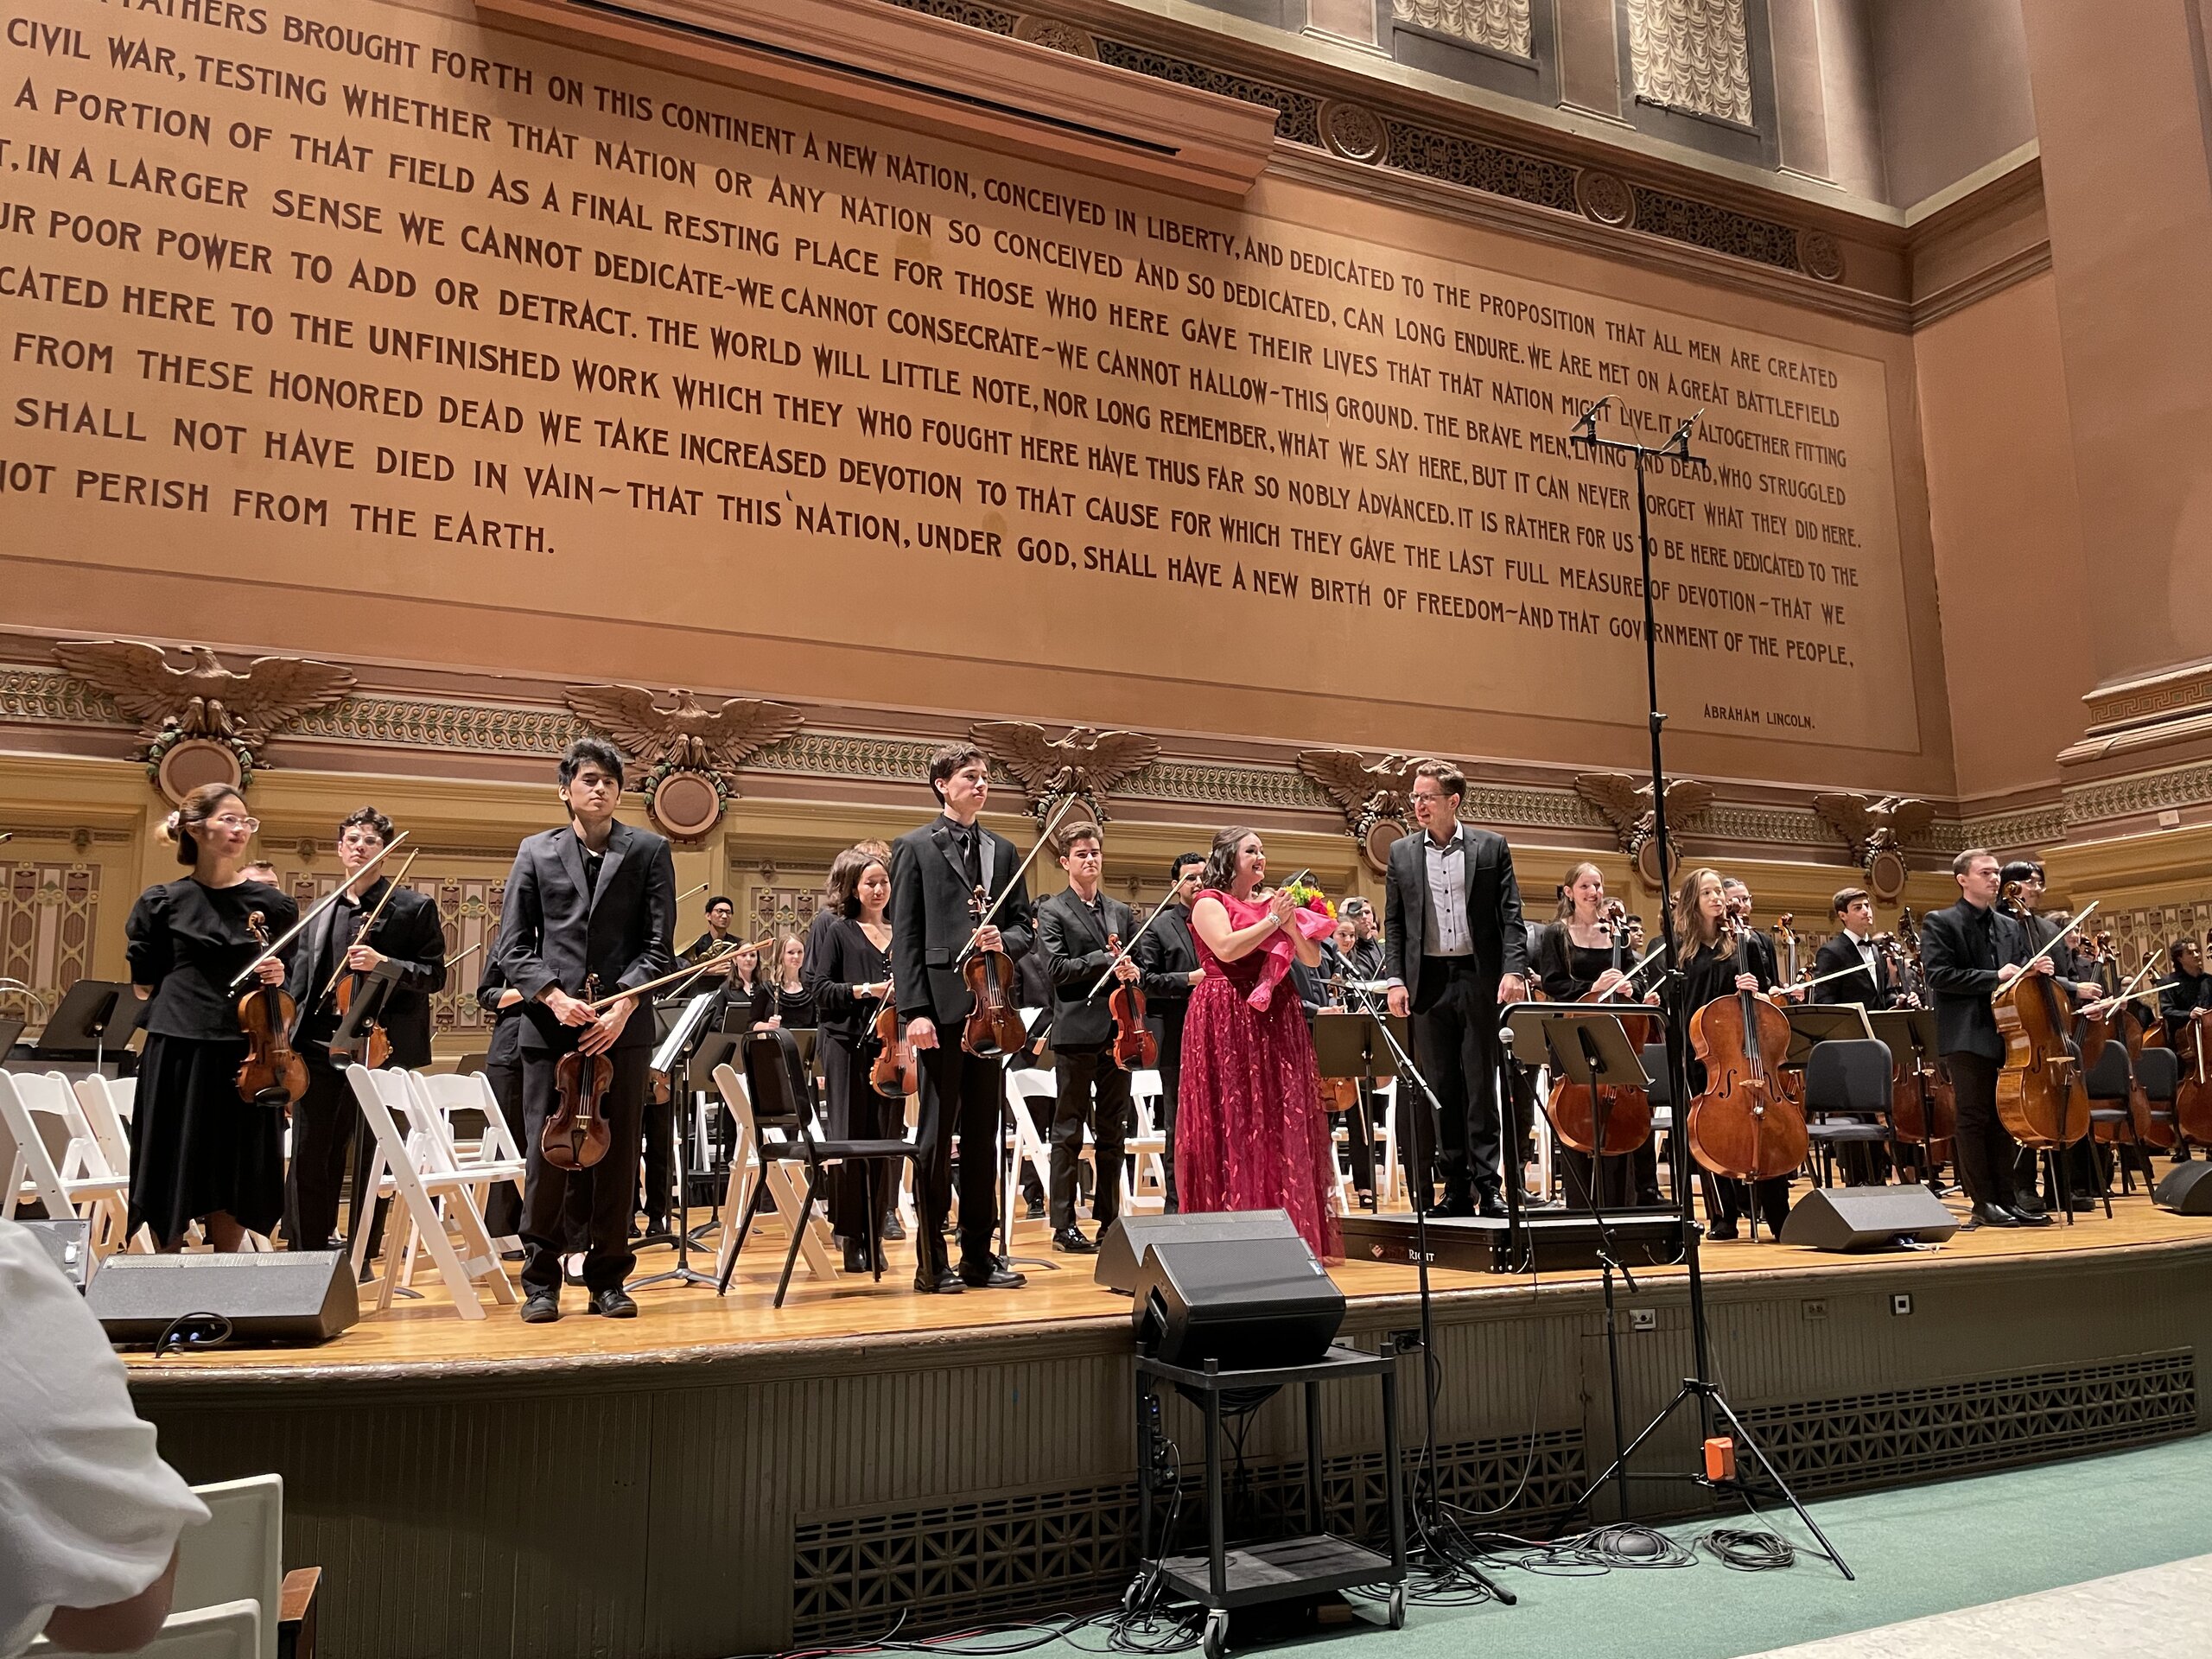 FATHERS BROUGHT FORTH ON THIS CONTINENT A NEW NATION, CONCEIVED IN LIBERTY, AND DEDICATED TO THE PROPOSITION THAT ALL MEN ARE CREATED
CIVIL WAR, TESTING WHETHER THAT NATION OR ANY NATION SO CONCEIVED AND SO DEDICATED, CAN LONG ENDURE. WE ARE MET ON A GREAT BATTLEFIELD
A PORTION OF THAT FIELD AS A FINAL RESTING PLACE FOR THOSE WHO HERE GAVE THEIR LIVES THAT THAT NATION MIGHT LIVE. IT IS ALTOGETHER FITTING
T, IN A LARGER SENSE WE CANNOT DEDICATE~WE CANNOT CONSECRATE~WE CANNOT HALLOW~THIS GROUND. THE BRAVE MEN, LIVING AND DEAD, WHO STRUGGLED
UR POOR POWER TO ADD OR DETRACT. THE WORLD WILL LITTLE NOTE, NOR LONG REMEMBER, WHAT WE SAY HERE, BUT IT CAN NEVER FORGET WHAT THEY DID HERE.
CATED HERE TO THE UNFINISHED WORK WHICH THEY WHO FOUGHT HERE HAVE THUS FAR SO NOBLY ADVANCED. IT IS RATHER FOR US TO BE HERE DEDICATED TO THE
FROM THESE HONORED DEAD WE TAKE INCREASED DEVOTION TO THAT CAUSE FOR WHICH THEY GAVE THE LAST FULL MEASURE OF DEVOTION~THAT WE
SHALL NOT HAVE DIED IN VAIN~THAT THIS NATION, UNDER GOD, SHALL HAVE A NEW BIRTH OF FREEDOM~AND THAT GOVERNMENT OF THE PEOPLE,
NOT PERISH FROM THE EARTH.
ABRAHAM LINCOLN.
RIGHT